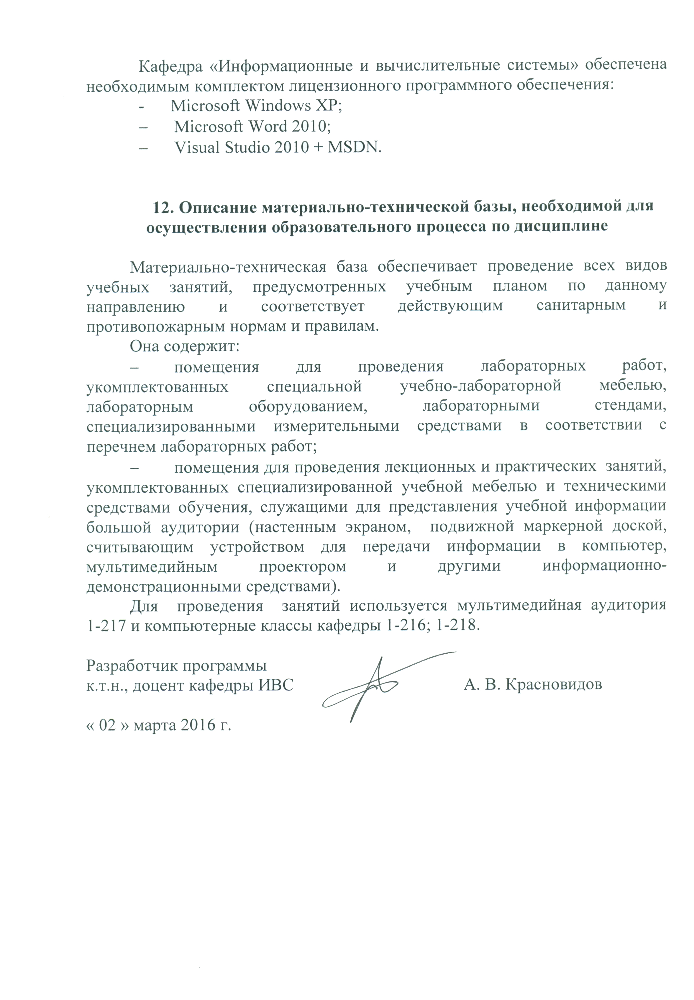 Кафедра «Информационные и вычислительные системы» обеспечена
необходимым комплектом лицензионного программного обеспечения:
- Microsoft Windows XP;
– Microsoft Word 2010;
– Visual Studio 2010 + MSDN.
12. Описание материально-технической базы, необходимой для
осуществления образовательного процесса по дисциплине
Материально-техническая база обеспечивает проведение всех видов
учебных занятий, предусмотренных учебным планом по данному
направлению и соответствует действующим санитарным и
противопожарным нормам и правилам.
Она содержит:
– помещения для проведения лабораторных работ,
укомплектованных специальной учебно-лабораторной мебелью,
лабораторным оборудованием, лабораторными стендами,
специализированными измерительными средствами в соответствии с
перечнем лабораторных работ;
– помещения для проведения лекционных и практических занятий,
укомплектованных специализированной учебной мебелью и техническими
средствами обучения, служащими для представления учебной информации
большой аудитории (настенным экраном, подвижной маркерной доской,
считывающим устройством для передачи информации в компьютер,
мультимедийным проектором и другими информационно-
демонстрационными средствами).
Для проведения занятий используется мультимедийная аудитория
1-217 и компьютерные классы кафедры 1-216; 1-218.
Разработчик программы
к.т.н., доцент кафедры ИВС А. В. Красновидов
« 02 » марта 2016 г.